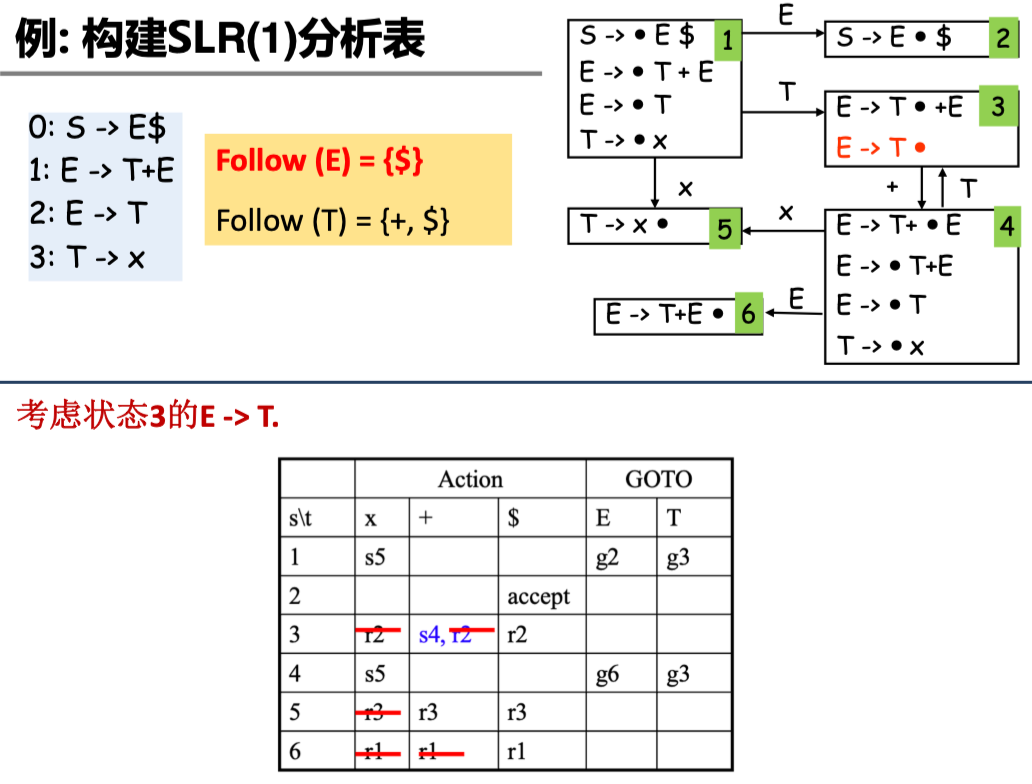 例: 构建SLR(1)分析表
0: S -> E$
1: E -> T+E
2: E -> T
3: T -> x
Follow (E) = {$}
Follow (T) = {+, $}
S -> • E $ 1
E -> • T + E
E -> • T
T -> • x
E
S -> E • $ 2
T
E -> T • +E 3
E -> T •
x
+ T
T -> x • 5
x
E -> T+ • E 4
E -> • T+E
E -> • T
T -> • x
E
E -> T+E • 6
考虑状态3的E -> T.
Action GOTO
s\t x + $ E T
1 s5 g2 g3
2 accept
3 r2 s4, r2 r2
4 s5 g6 g3
5 r3 r3 r3
6 r1 r1 r1